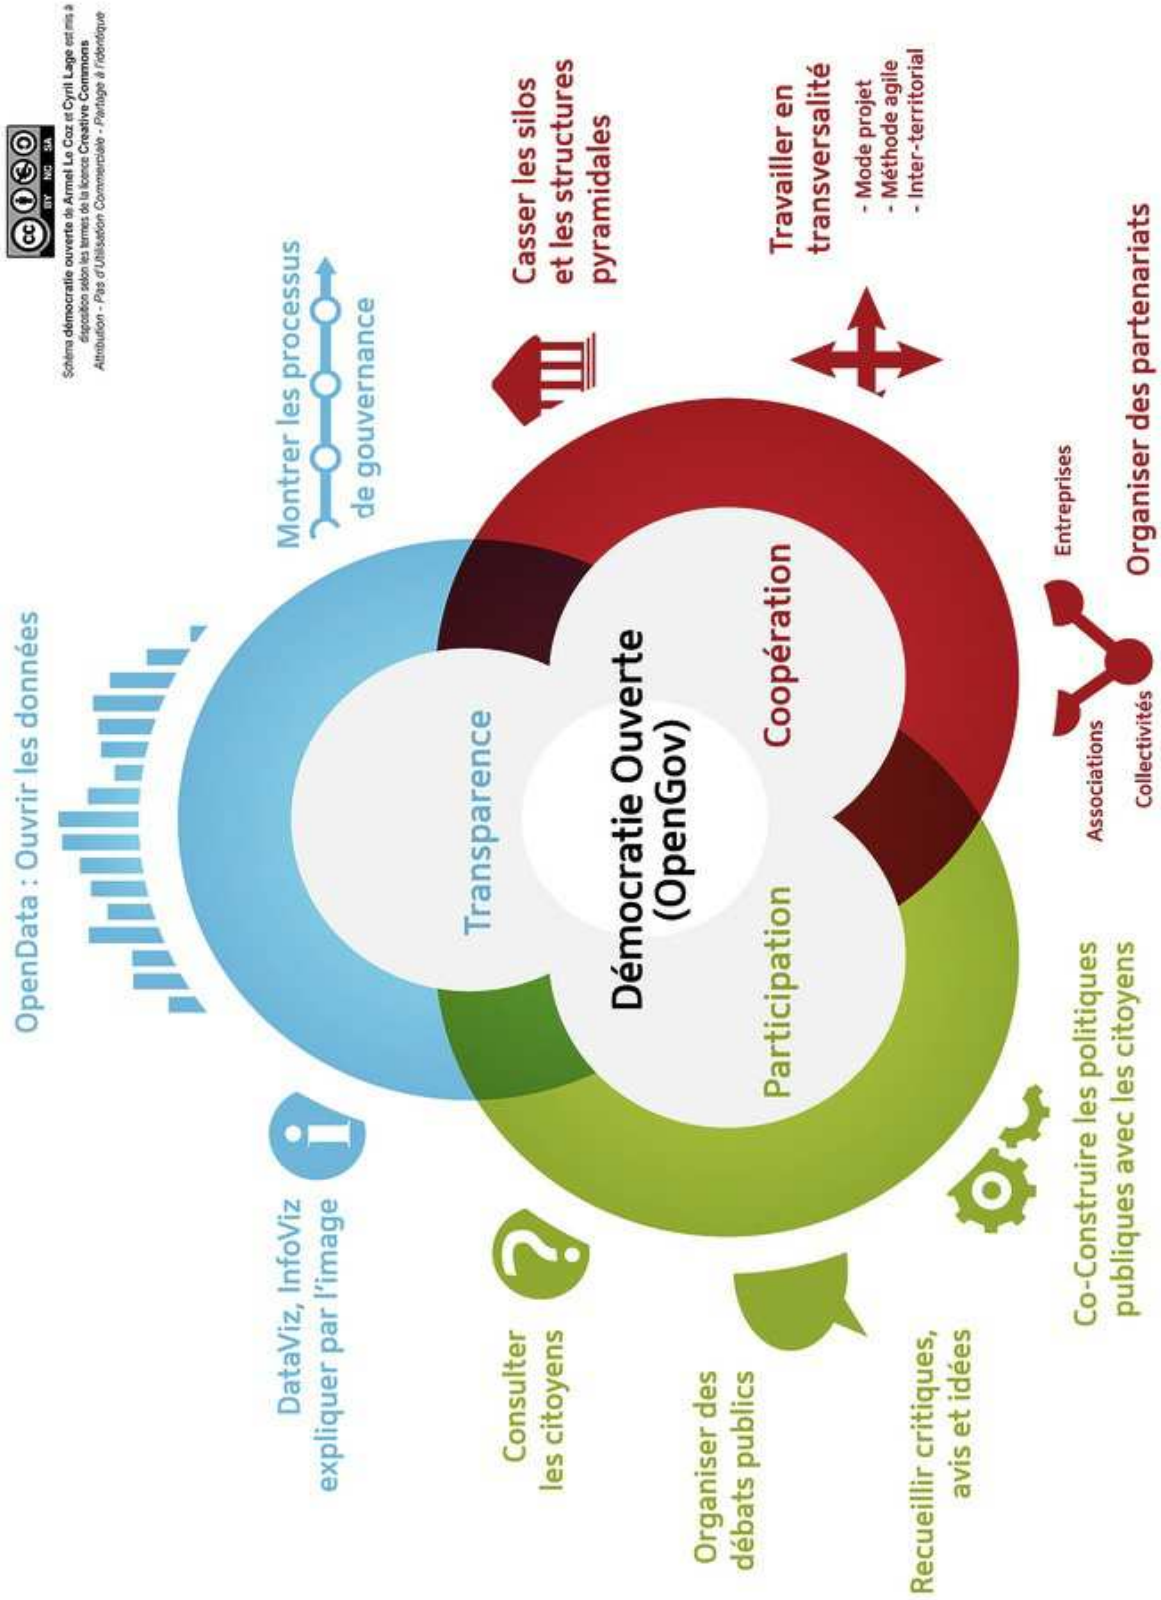 cc
BY NC SA
Schéma démocratie ouverte de Armel Le Coz et Cyril Lage est mis à
disposition selon les termes de la licence Creative Commons
Attribution - Pas d'Utilisation Commerciale - Partage à l'identique
OpenData : Ouvrir les données
DataViz, InfoViz
expliquer par l'image
i
Montrer les processus
de gouvernance
Transparence
Consulter
les citoyens
?
Casser les silos
et les structures
pyramidales
Démocratie Ouverte
(OpenGov)
Organiser des
débats publics
Participation
Coopération
Travailler en
transversalité
- Mode projet
- Méthode agile
- Inter-territorial
Recueillir critiques,
avis et idées
Co-Construire les politiques
publiques avec les citoyens
Associations
Entreprises
Collectivités
Organiser des partenariats